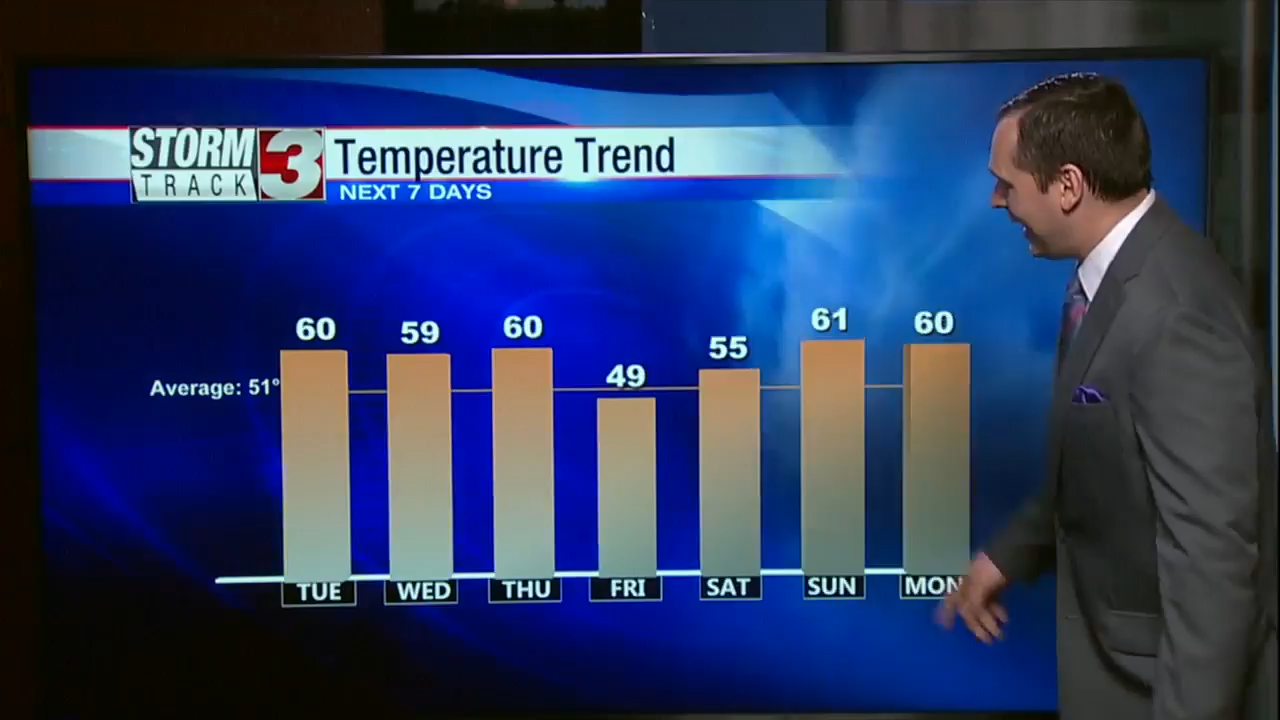 STORM
TRACK
3
Temperature Trend
NEXT 7 DAYS
60
59
60
49
55
61
60
Average: 51°
TUE
WED
THU
FRI
SAT
SUN
MON